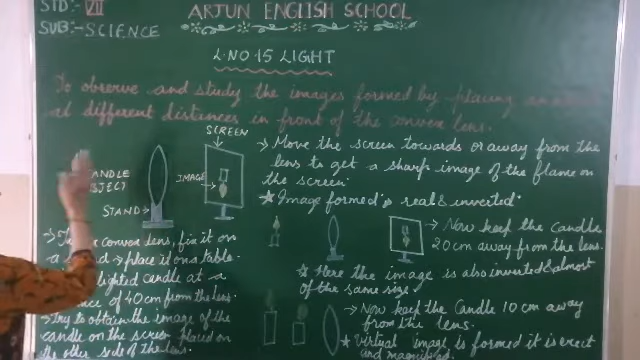 STD:- VII
ARJUN ENGLISH SCHOOL
SUB:- SCIENCE
L.NO.15 LIGHT
To observe and study the images formed by placing an
at different distances in front of the convex lens.
SCREEN
CANDLE
IMAGE
STAND
→ Move the screen towards or away from the
lens to get a sharp image of the flame on
the screen.
★ Image formed is real & inverted.
convex lens, fix it on
a stand → place it on a table.
lighted candle at a
of 40cm from the lens.
→ Try to obtain the image of the
candle on the screen placed on
the other side of the lens.
→ Now keep the candle
20cm away from the lens.
★ Here the image is also inverted & almost
of the same size.
→ Now keep the Candle 10 cm away
from the lens.
★ Virtual image is formed it is erect
and magnified.